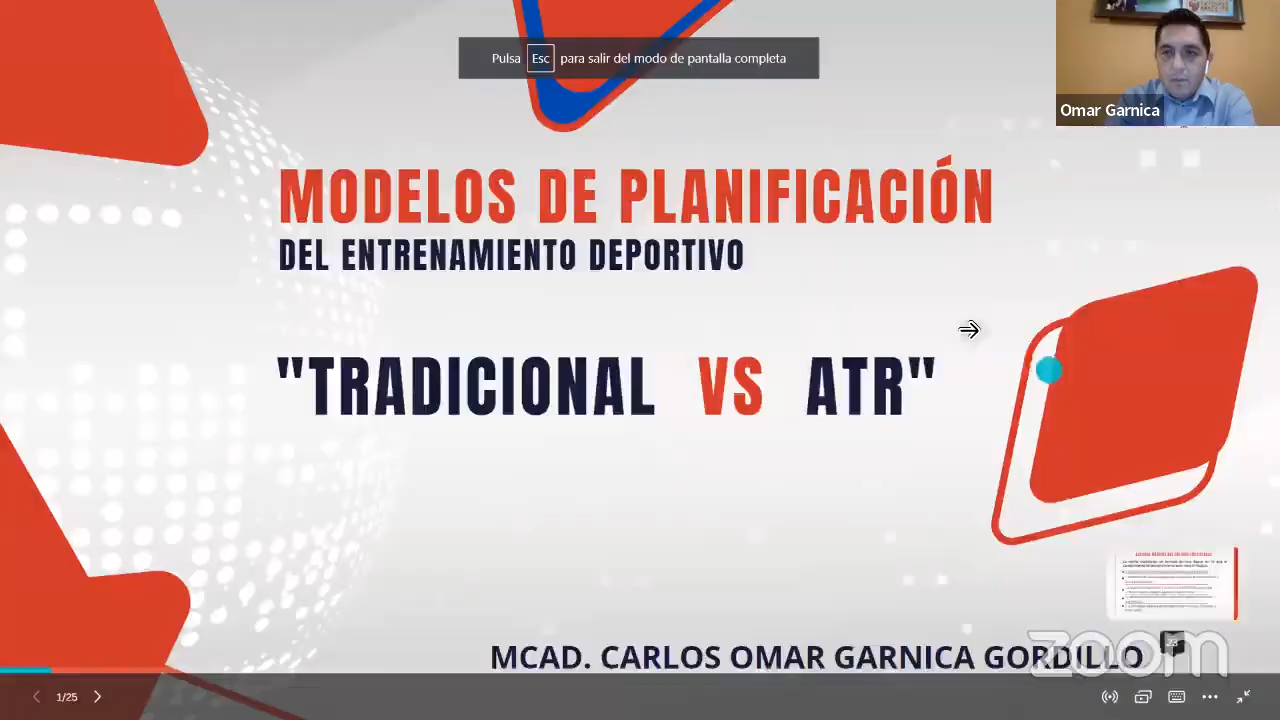 Pulsa Esc para salir del modo de pantalla completa
Omar Garnica
MODELOS DE PLANIFICACIÓN
DEL ENTRENAMIENTO DEPORTIVO
"TRADICIONAL VS ATR"
MCAD. CARLOS OMAR GARNICA GORDILLO
zoom
1/25